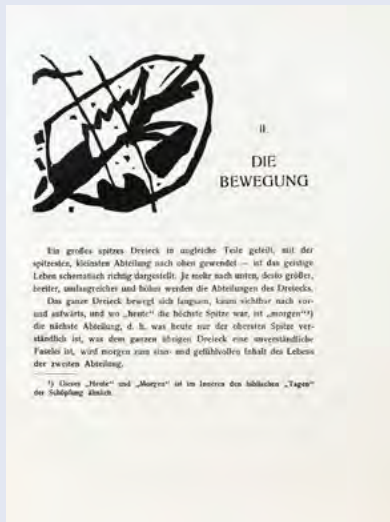 II.
DIE
BEWEGUNG
Ein großes spitzes Dreieck in ungleiche Teile geteilt, mit der
spitzesten, kleinsten Abteilung nach oben gewendet — ist das geistige
Leben schematisch richtig dargestellt. Je mehr nach unten, desto größer,
breiter, umfangreicher und höher werden die Abteilungen des Dreiecks.
Das ganze Dreieck bewegt sich langsam, kaum sichtbar nach vor-
und aufwärts, und wo „heute“ die höchste Spitze war, ist „morgen“¹)
die nächste Abteilung, d. h. was heute nur der obersten Spitze ver-
ständlich ist, was dem ganzen übrigen Dreieck eine unverständliche
Faselei ist, wird morgen zum sinn- und gefühlvollen Inhalt des Lebens
der zweiten Abteilung.
¹) Dieses „Heute“ und „Morgen“ ist im Inneren den biblischen „Tagen“
der Schöpfung ähnlich.